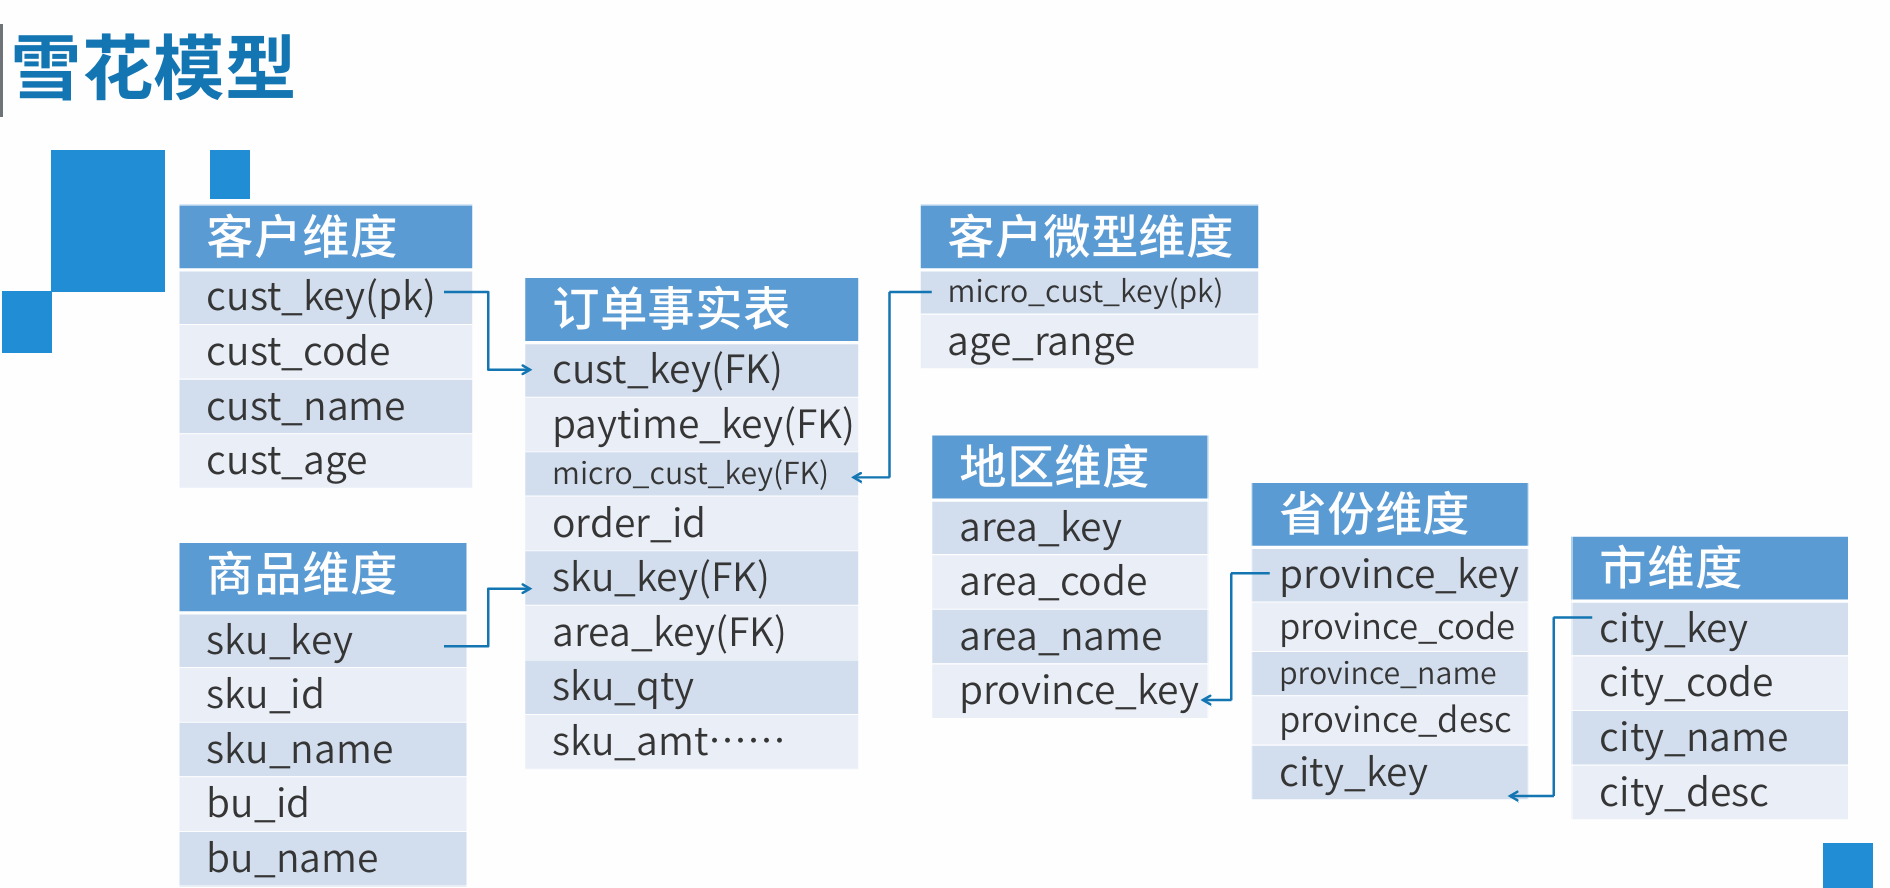 雪花模型
客户维度
cust_key(pk)
cust_code
cust_name
cust_age
商品维度
sku_key
sku_id
sku_name
bu_id
bu_name
订单事实表
cust_key(FK)
paytime_key(FK)
micro_cust_key(FK)
order_id
sku_key(FK)
area_key(FK)
sku_qty
sku_amt……
客户微型维度
micro_cust_key(pk)
age_range
地区维度
area_key
area_code
area_name
province_key
省份维度
province_key
province_code
province_name
province_desc
city_key
市维度
city_key
city_code
city_name
city_desc